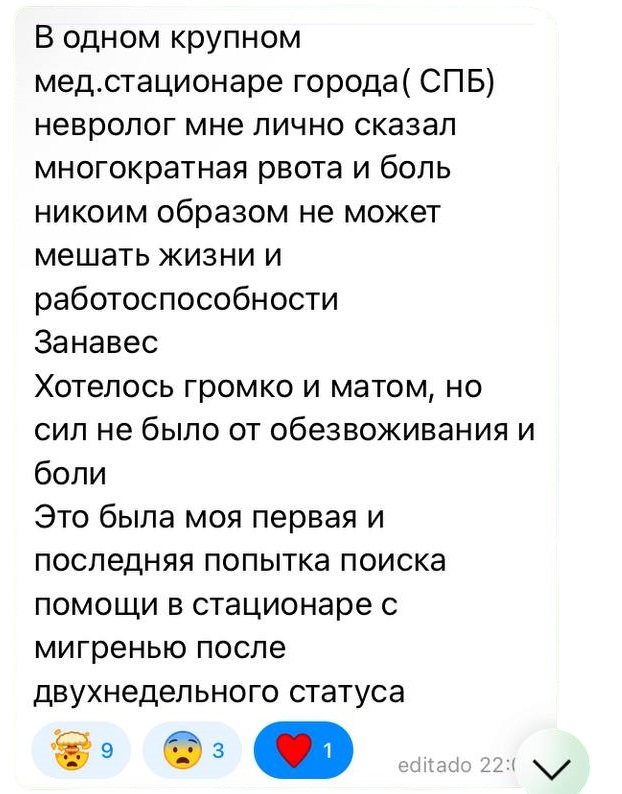 В одном крупном
мед.стационаре города( СПБ)
невролог мне лично сказал
многократная рвота и боль
никоим образом не может
мешать жизни и
работоспособности
Занавес
Хотелось громко и матом, но
сил не было от обезвоживания и
боли
Это была моя первая и
последняя попытка поиска
помощи в стационаре с
мигренью после
двухнедельного статуса
9 3 1
editado 22: